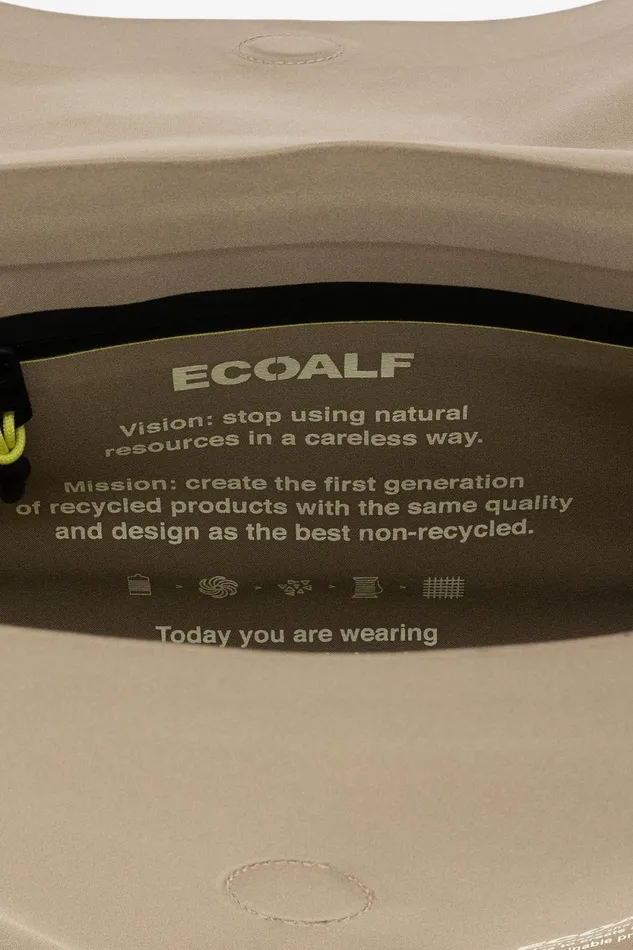 ECOALF
Vision: stop using natural
resources in a careless way.
Mission: create the first generation
of recycled products with the same quality
and design as the best non-recycled.
Today you are wearing